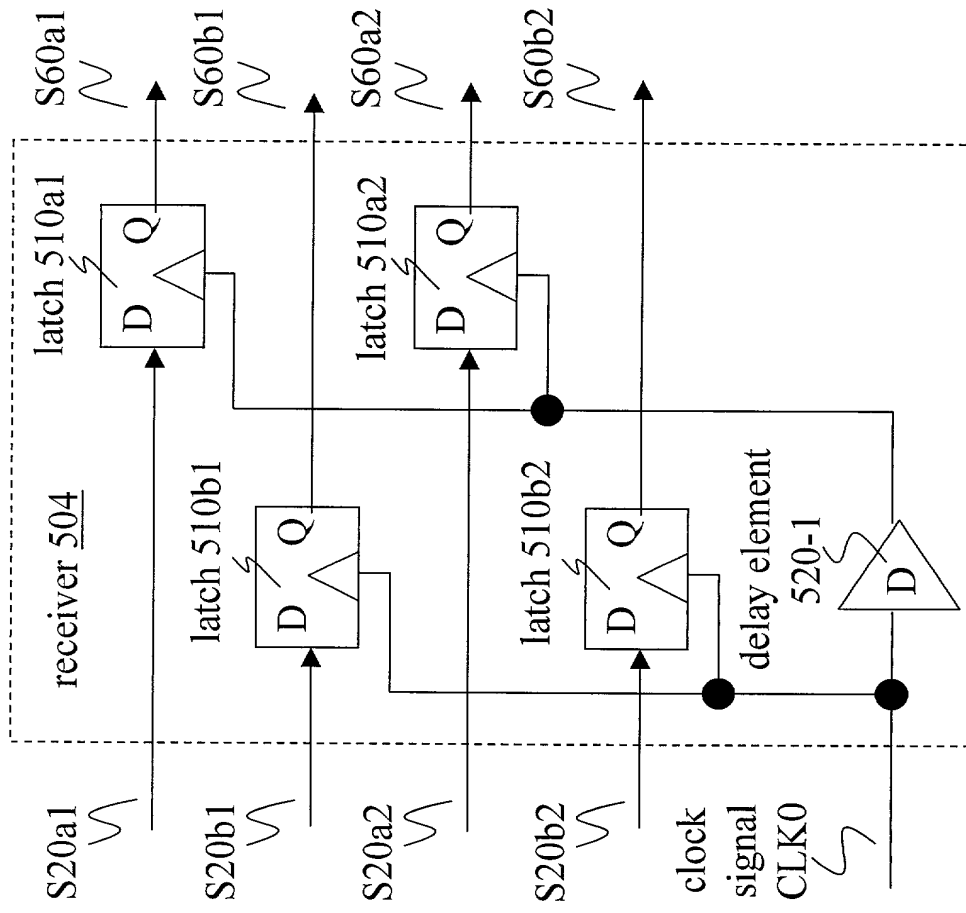 receiver 504
S20a1
latch 510a1
D
Q
S60a1
S20b1
latch 510b1
D
Q
S60b1
S20a2
latch 510a2
D
Q
S60a2
S20b2
latch 510b2
D
Q
S60b2
clock
signal
CLK0
delay element
520-1
D